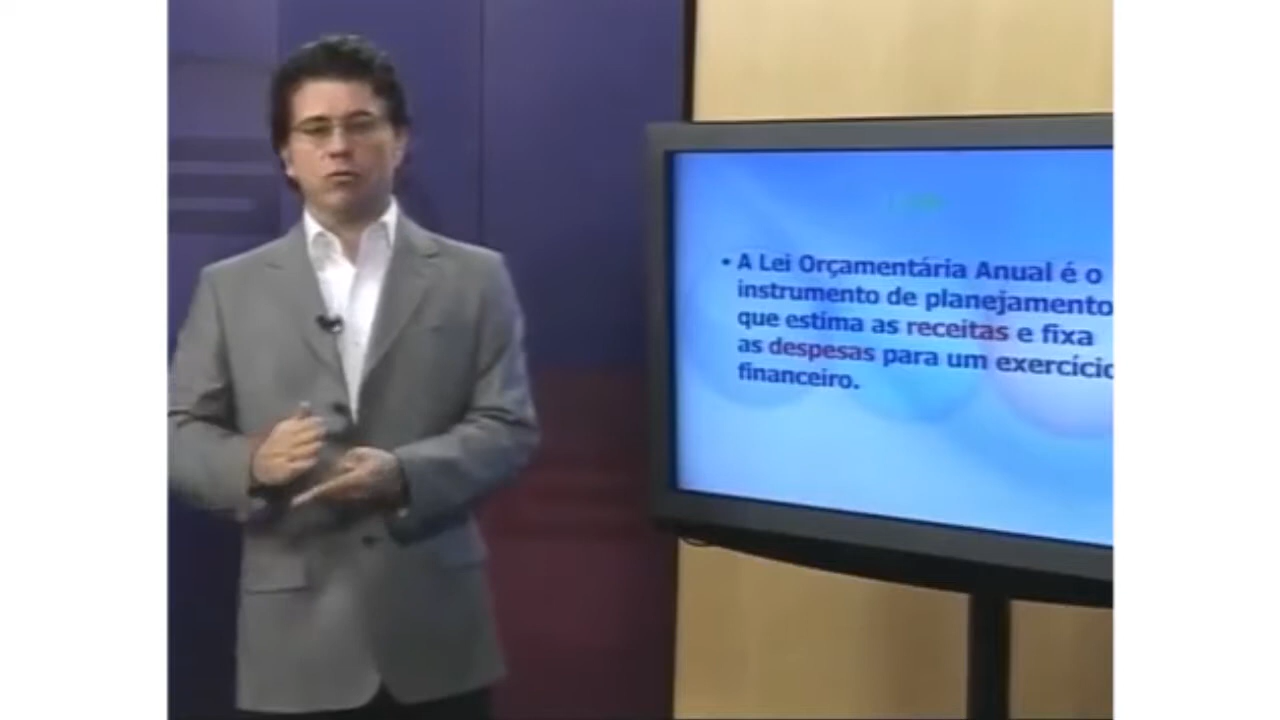 • A Lei Orçamentária Anual é o
instrumento de planejamento
que estima as receitas e fixa
as despesas para um exercício
financeiro.